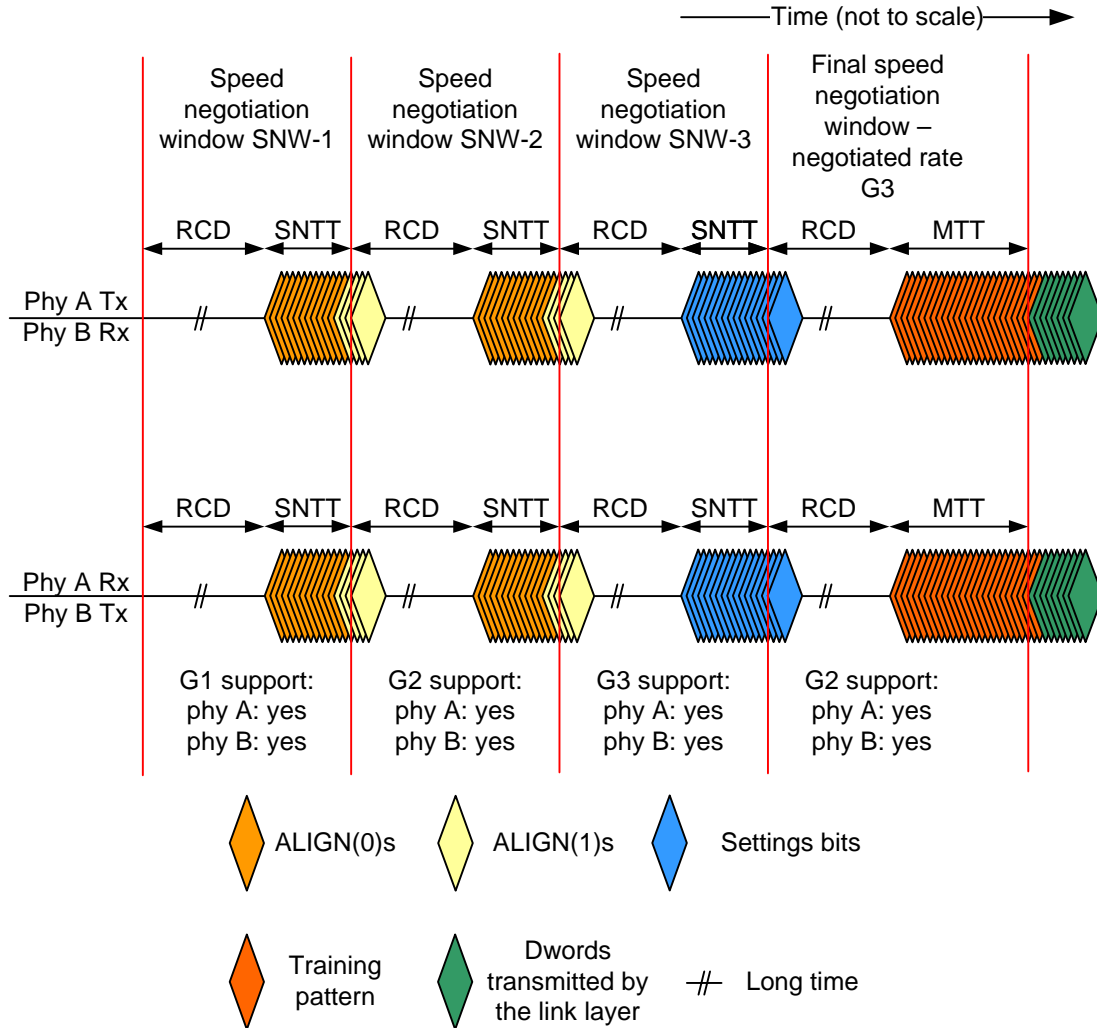 Time (not to scale)
Speed
negotiation
window SNW-1
Speed
negotiation
window SNW-2
Speed
negotiation
window SNW-3
Final speed
negotiation
window –
negotiated rate
G3
RCD
SNTT
RCD
SNTT
RCD
SNTT
RCD
MTT
Phy A Tx
Phy B Rx
RCD
SNTT
RCD
SNTT
RCD
SNTT
RCD
MTT
Phy A Rx
Phy B Tx
G1 support:
phy A: yes
phy B: yes
G2 support:
phy A: yes
phy B: yes
G3 support:
phy A: yes
phy B: yes
G2 support:
phy A: yes
phy B: yes
ALIGN(0)s
ALIGN(1)s
Settings bits
Training
pattern
Dwords
transmitted by
the link layer
Long time